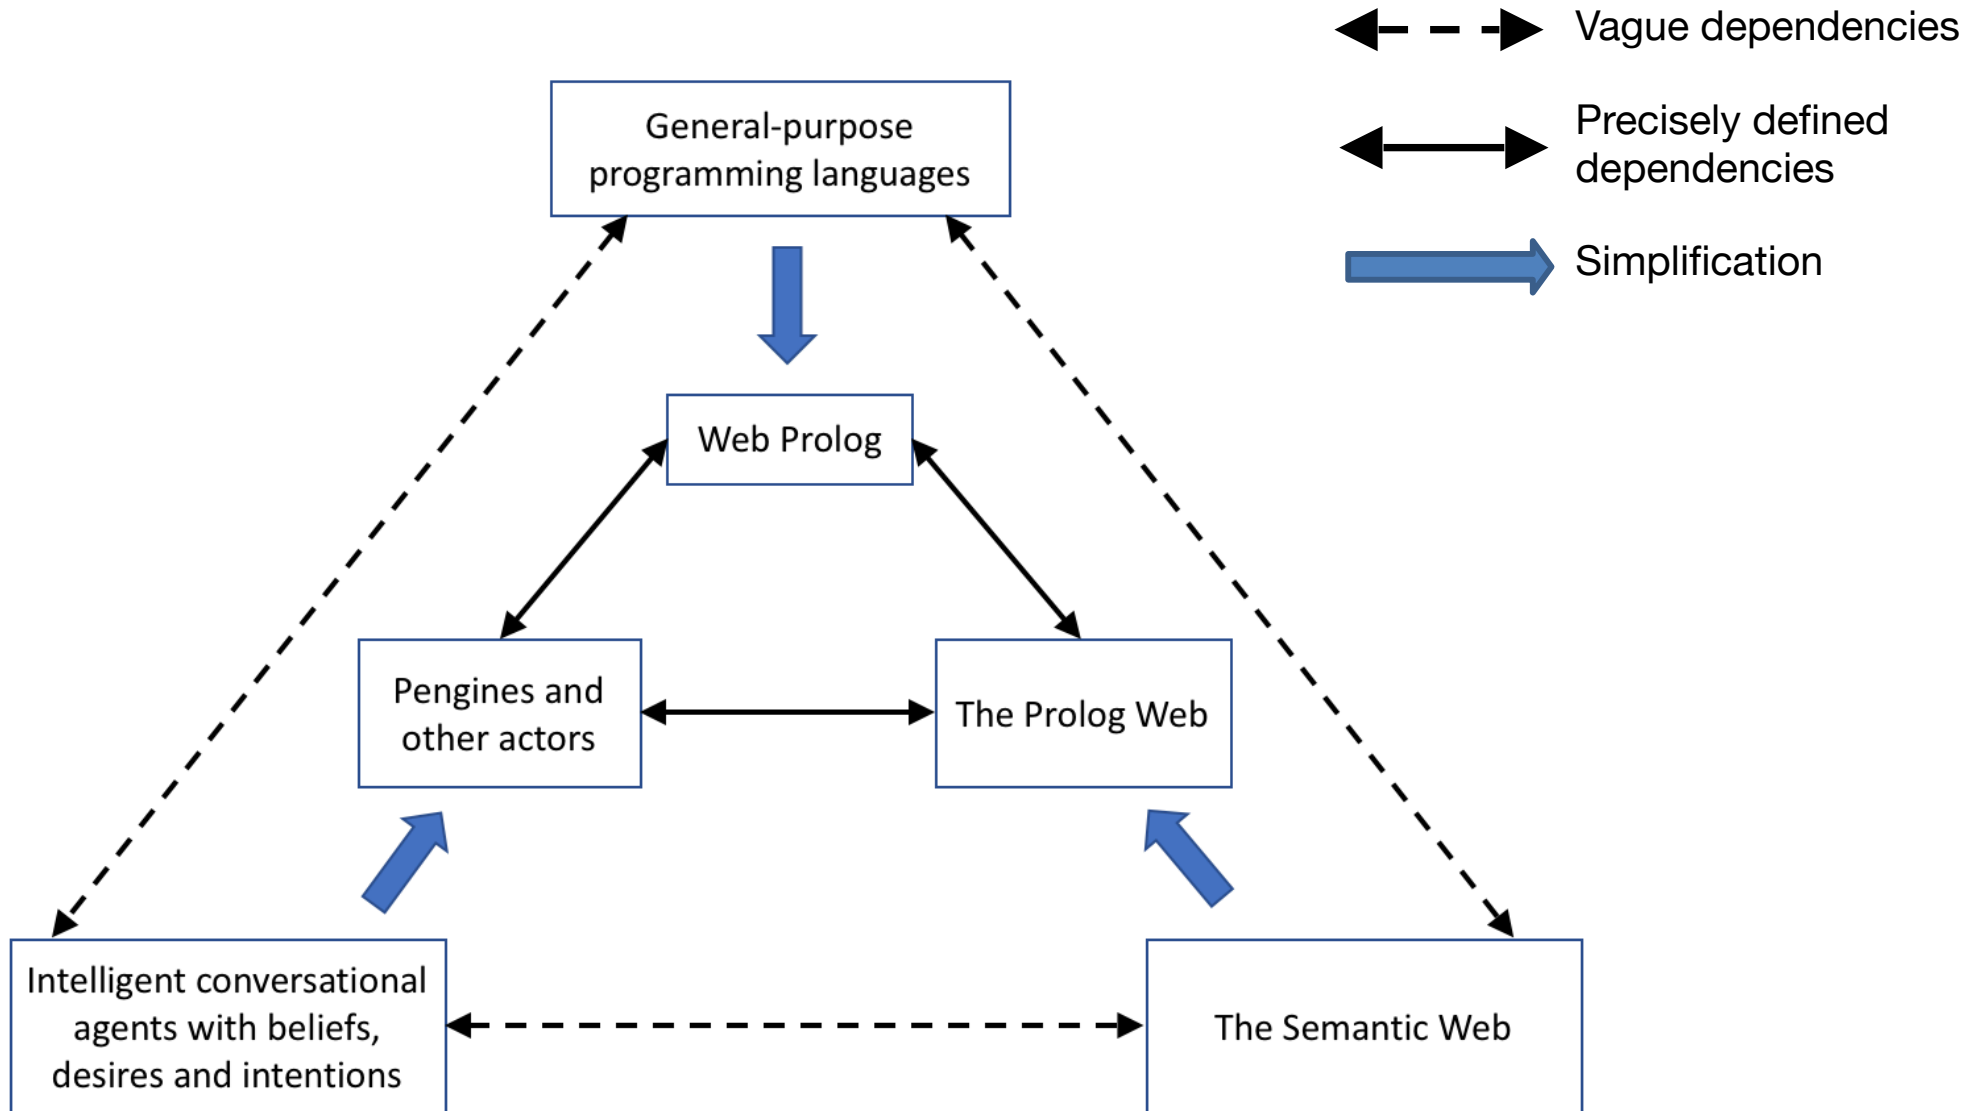 Vague dependencies
General-purpose
programming languages
Precisely defined
dependencies
Simplification
Web Prolog
Pengines and
other actors
The Prolog Web
Intelligent conversational
agents with beliefs,
desires and intentions
The Semantic Web